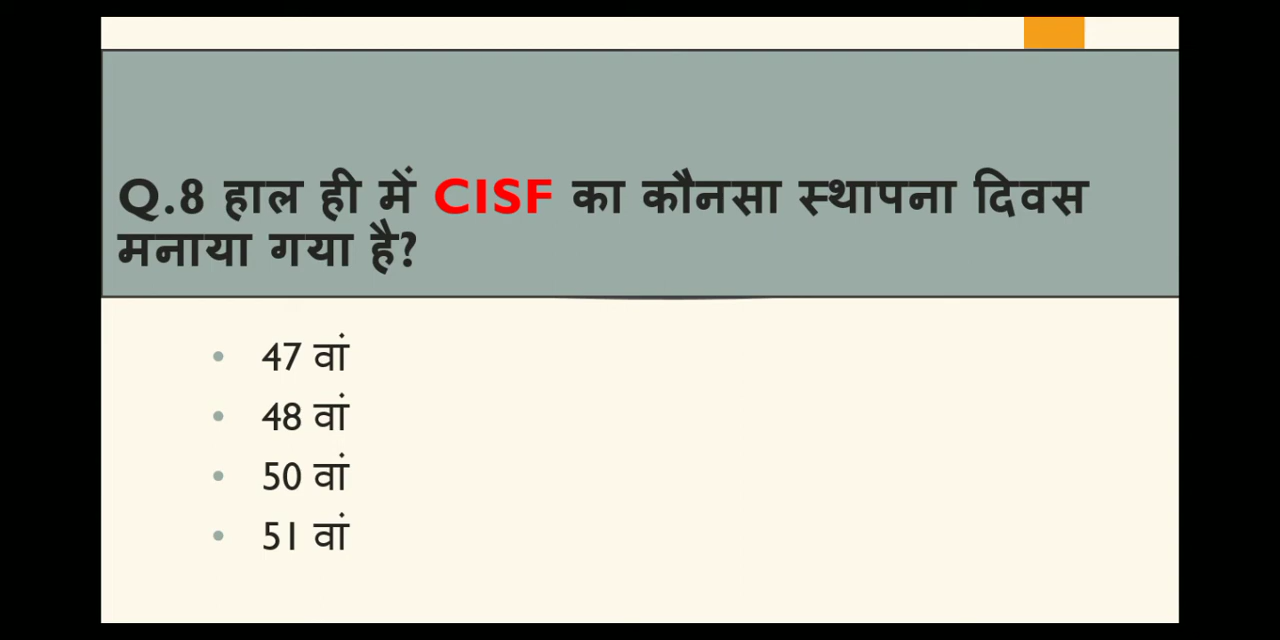 Q.8 हाल ही में CISF का कौनसा स्थापना दिवस
मनाया गया है?
• 47 वां
• 48 वां
• 50 वां
• 51 वां